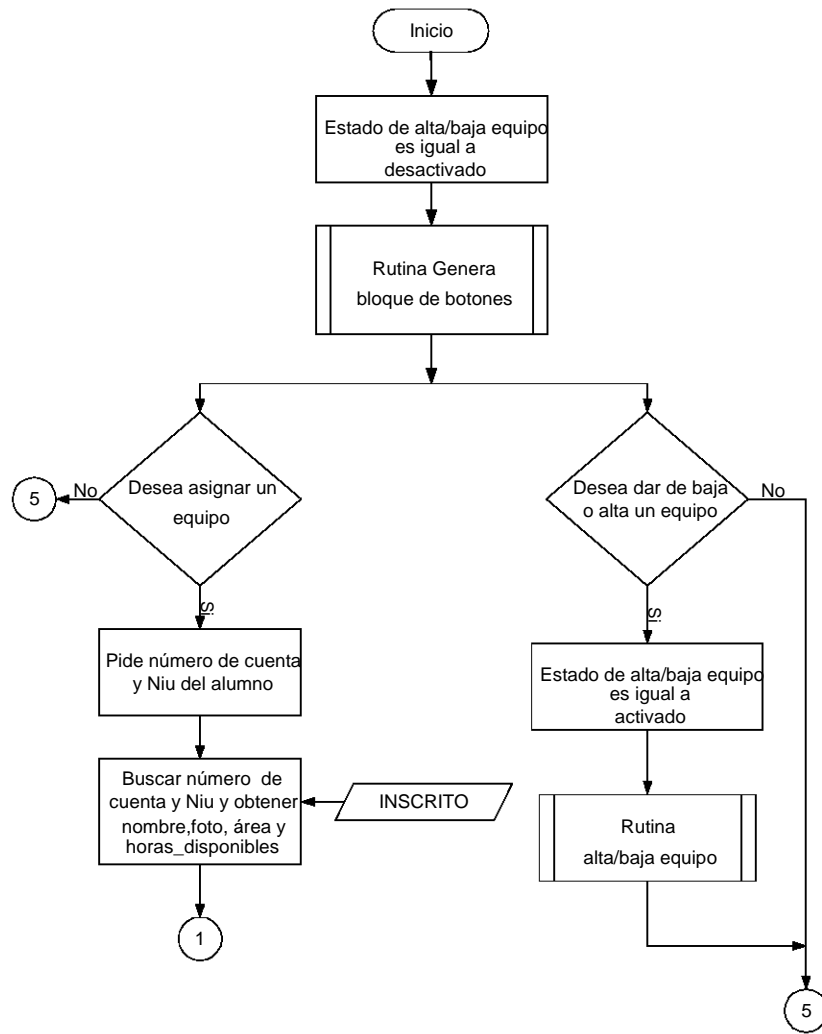 Inicio
Estado de alta/baja equipo
es igual a
desactivado
Rutina Genera
bloque de botones
5
No
Desea asignar un
equipo
Desea dar de baja
o alta un equipo
No
Si
Si
Pide número de cuenta
y Niu del alumno
Estado de alta/baja equipo
es igual a
activado
Buscar número de
cuenta y Niu y obtener
nombre,foto, área y
horas_disponibles
INSCRITO
Rutina
alta/baja equipo
1
5